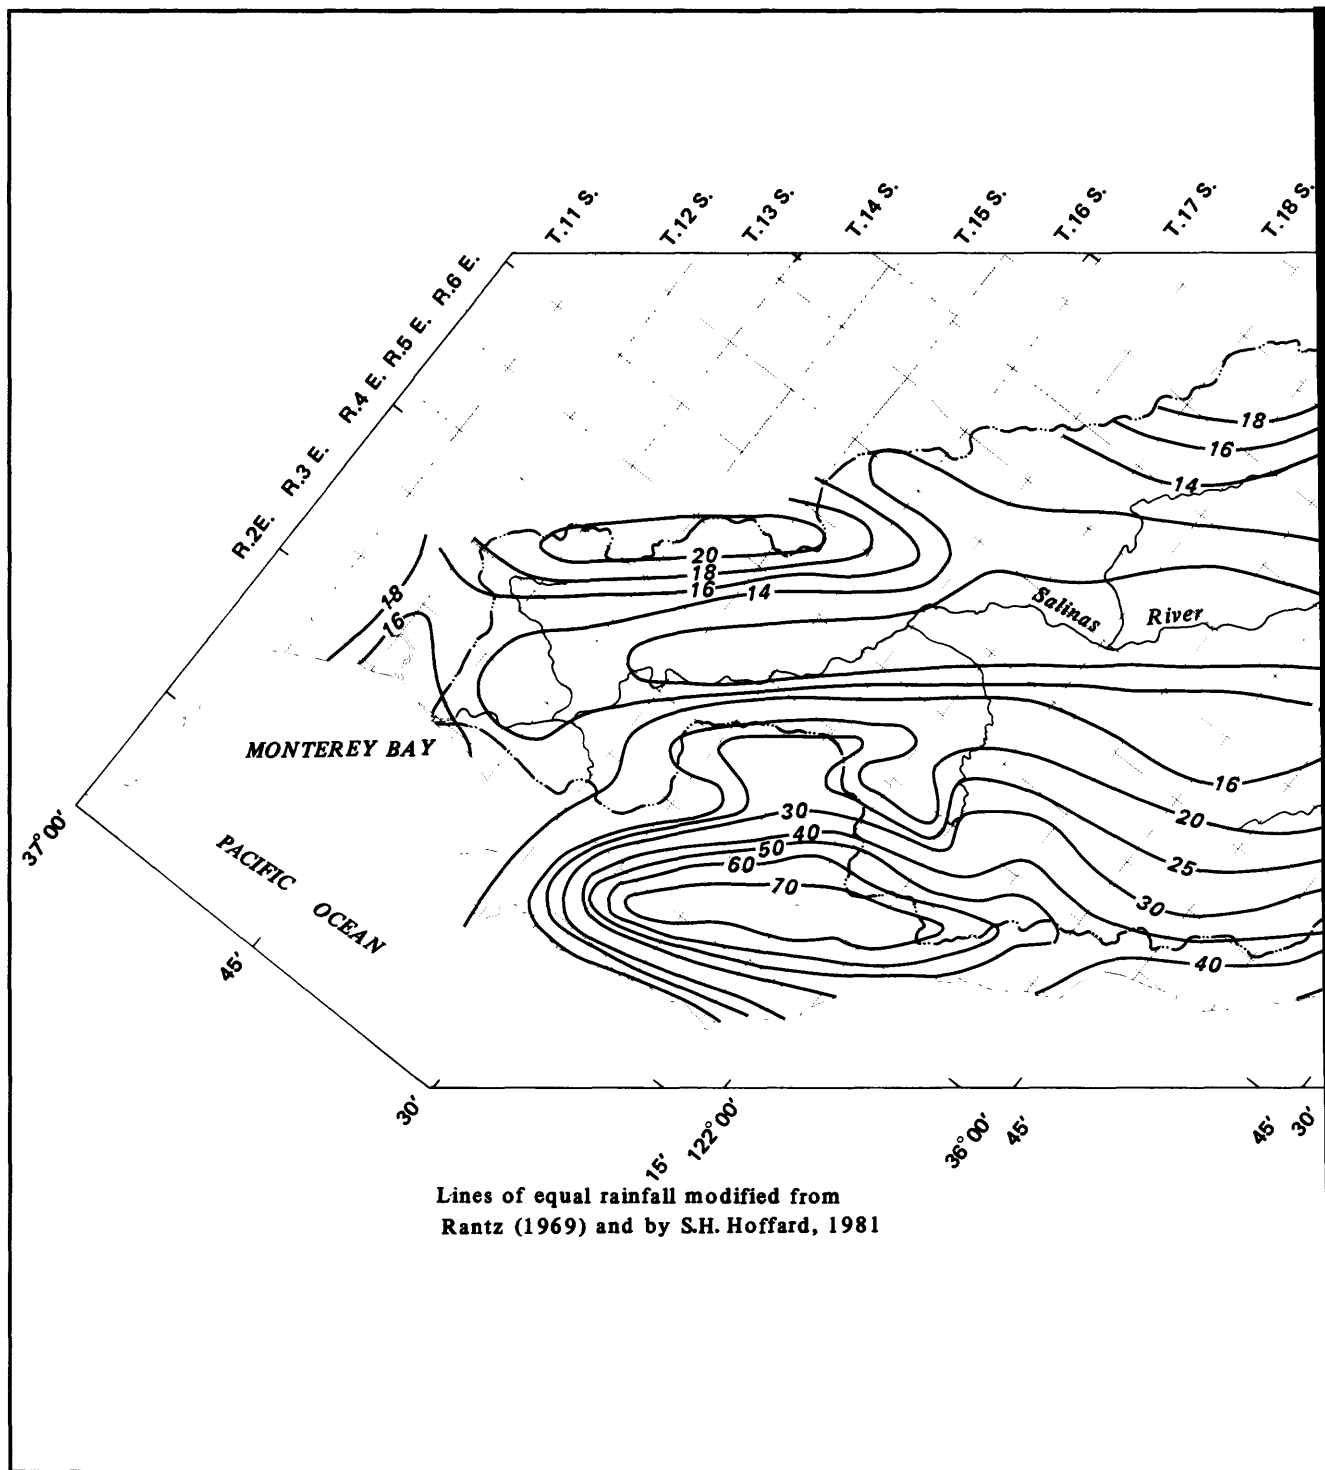 T.11 S.
T.12 S.
T.13 S.
T.14 S.
T.15 S.
T.16 S.
T.17 S.
T.18 S.
R.6 E.
R.5 E.
R.4 E.
R.3 E.
R.2E.
18
16
14
20
18
16
14
18
16
Salinas
River
MONTEREY BAY
16
20
25
30
40
30
40
50
60
70
37°00'
PACIFIC
OCEAN
45'
30'
15'
122°00'
36°00'
45'
45'
30'
Lines of equal rainfall modified from
Rantz (1969) and by S.H. Hoffard, 1981